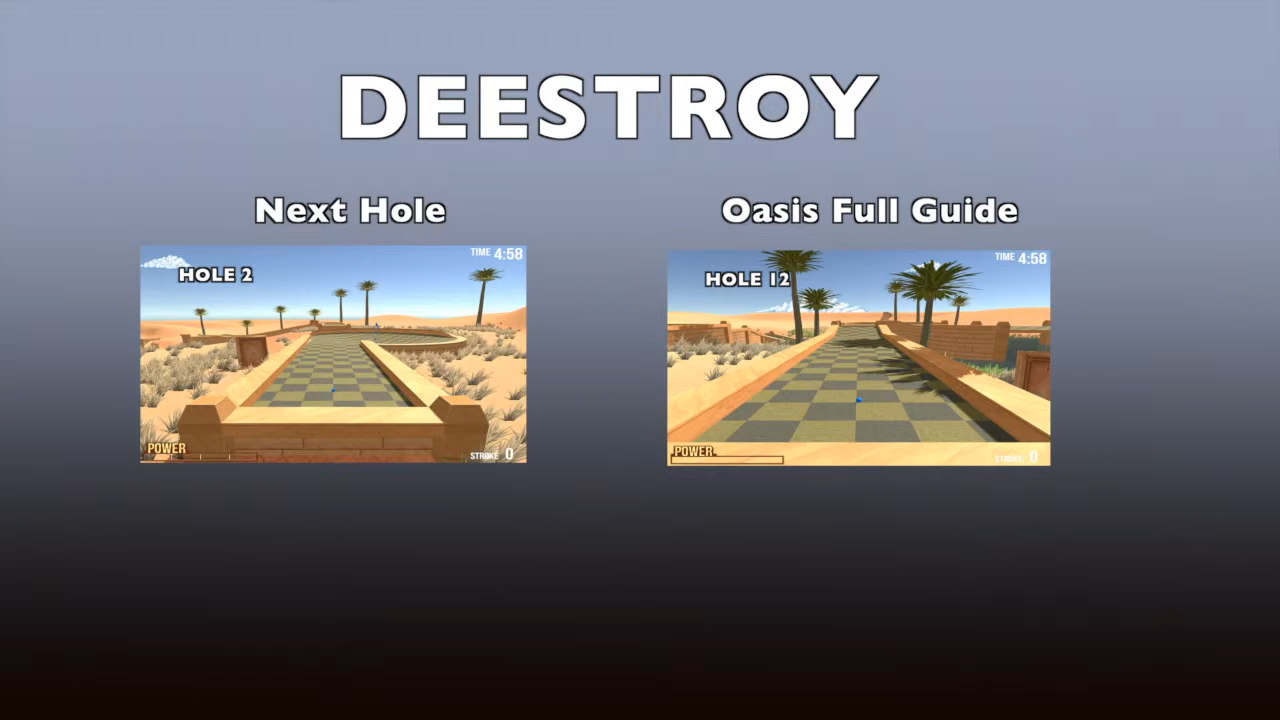 DEESTROY
Next Hole
Oasis Full Guide
TIME 4:58
HOLE 2
POWER
STROKE 0
TIME 4:58
HOLE 12
POWER
STROKE 0